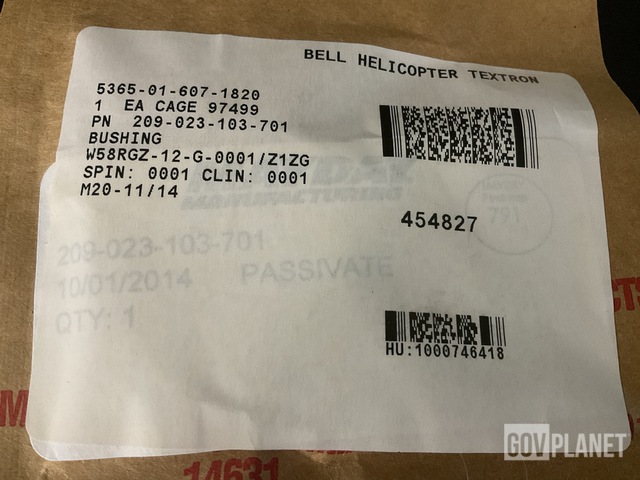 BELL HELICOPTER TEXTRON
5365-01-607-1820
1 EA CAGE 97499
PN 209-023-103-701
BUSHING
W58RGZ-12-G-0001/Z1ZG
SPIN: 0001 CLIN: 0001
M20-11/14
MANUFACTURING
454827
791
209-023-103-701
10/01/2014 PASSIVATE
QTY: 1
HU:1000746418
14631
GOVPLANET